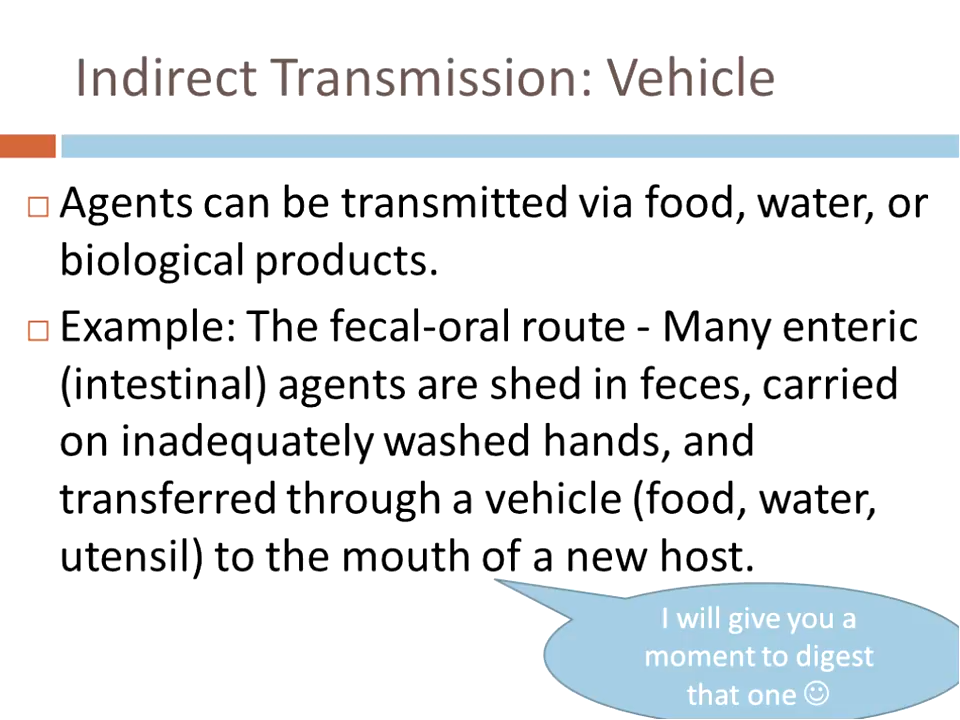 Indirect Transmission: Vehicle
Agents can be transmitted via food, water, or
biological products.
Example: The fecal-oral route - Many enteric
(intestinal) agents are shed in feces, carried
on inadequately washed hands, and
transferred through a vehicle (food, water,
utensil) to the mouth of a new host.
I will give you a
moment to digest
that one ☺